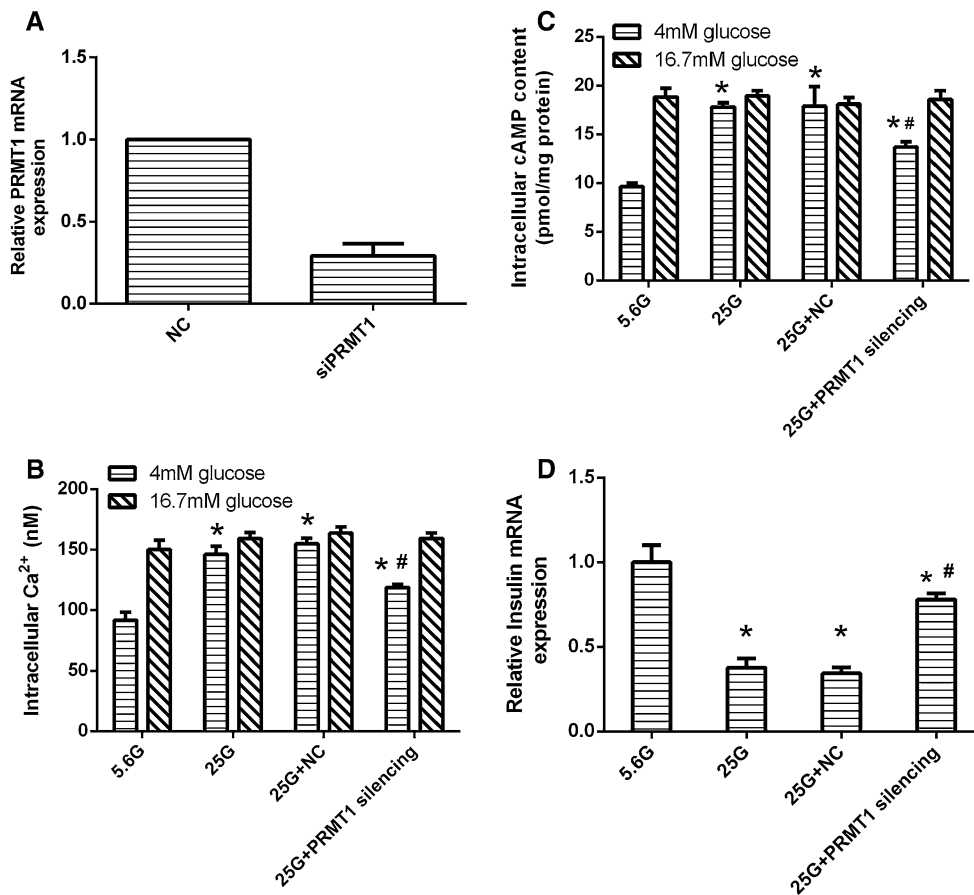 A
Relative PRMT1 mRNA
expression
1.5
1.0
0.5
0.0
NC
siPRMT1
C
4mM glucose
16.7mM glucose
Intracellular cAMP content
(pmol/mg protein)
25
20
15
10
5
0
*
*
* #
5.6G
25G
25G+NC
25G+PRMT1 silencing
B
4mM glucose
16.7mM glucose
Intracellular Ca²⁺ (nM)
200
150
100
50
0
*
*
* #
5.6G
25G
25G+NC
25G+PRMT1 silencing
D
Relative Insulin mRNA
expression
1.5
1.0
0.5
0.0
*
*
* #
5.6G
25G
25G+NC
25G+PRMT1 silencing